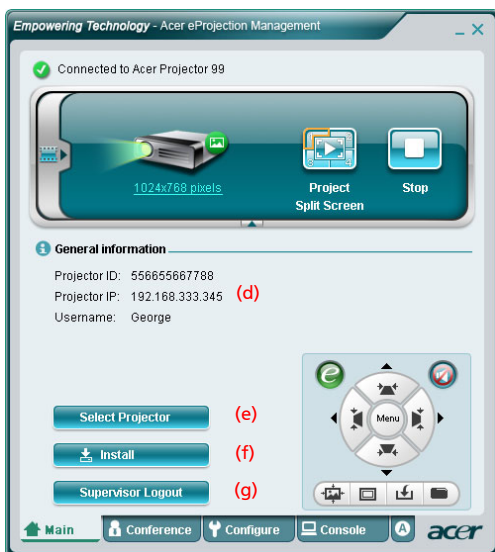 Empowering Technology - Acer eProjection Management
Connected to Acer Projector 99
1024x768 pixels
Project
Split Screen
Stop
General information
Projector ID: 556655667788
Projector IP: 192.168.333.345
(d)
Username: George
Select Projector
(e)
Install
(f)
Supervisor Logout
(g)
e
Menu
Main
Conference
Configure
Console
A
acer